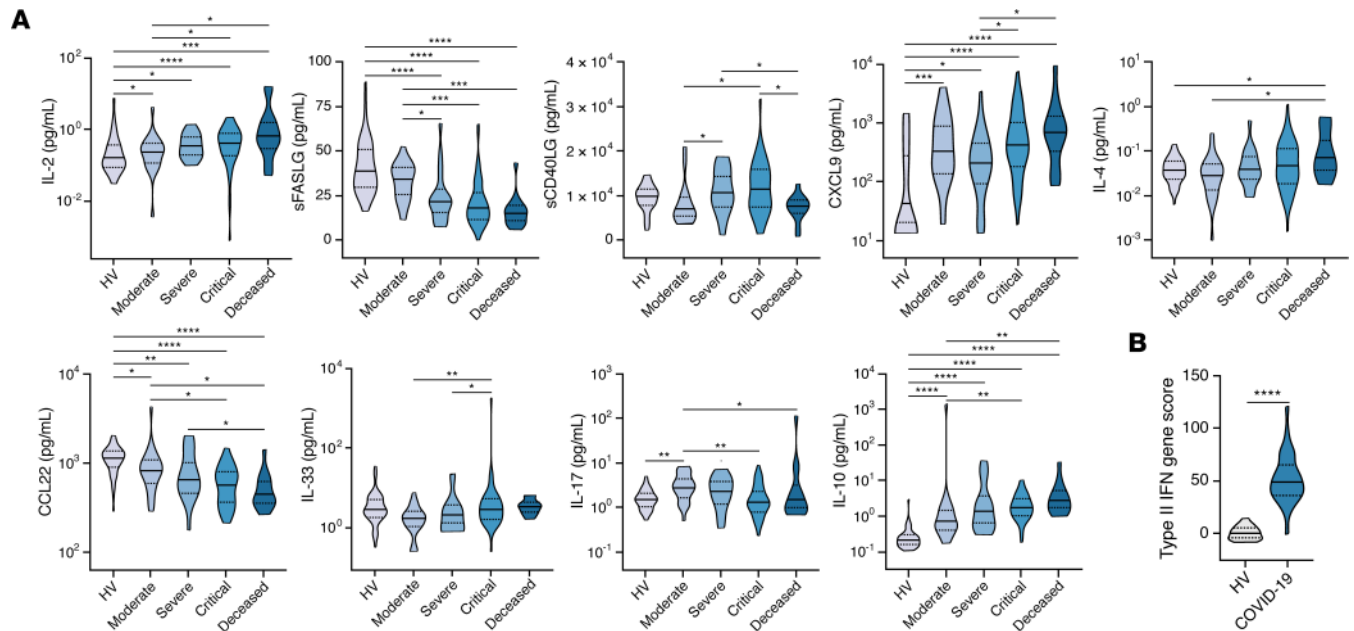 A
IL-2 (pg/mL)
10²
10⁰
10⁻²
*
*
***
****
*
*
HV
Moderate
Severe
Critical
Deceased
sFASLG (pg/mL)
100
75
50
25
0
****
****
****
***
***
*
HV
Moderate
Severe
Critical
Deceased
sCD40LG (pg/mL)
4 × 10⁴
3 × 10⁴
2 × 10⁴
1 × 10⁴
0
*
*
*
*
HV
Moderate
Severe
Critical
Deceased
CXCL9 (pg/mL)
10⁴
10³
10²
10¹
*
*
****
****
*
***
HV
Moderate
Severe
Critical
Deceased
IL-4 (pg/mL)
10¹
10⁰
10⁻¹
10⁻²
10⁻³
*
*
HV
Moderate
Severe
Critical
Deceased
CCL22 (pg/mL)
10⁴
10³
10²
****
****
**
*
*
*
*
HV
Moderate
Severe
Critical
Deceased
IL-33 (pg/mL)
10⁴
10²
10⁰
**
*
HV
Moderate
Severe
Critical
Deceased
IL-17 (pg/mL)
10³
10²
10¹
10⁰
10⁻¹
*
**
**
HV
Moderate
Severe
Critical
Deceased
IL-10 (pg/mL)
10⁴
10³
10²
10¹
10⁰
10⁻¹
**
****
****
****
****
**
HV
Moderate
Severe
Critical
Deceased
B
Type II IFN gene score
150
100
50
0
****
HV
COVID-19